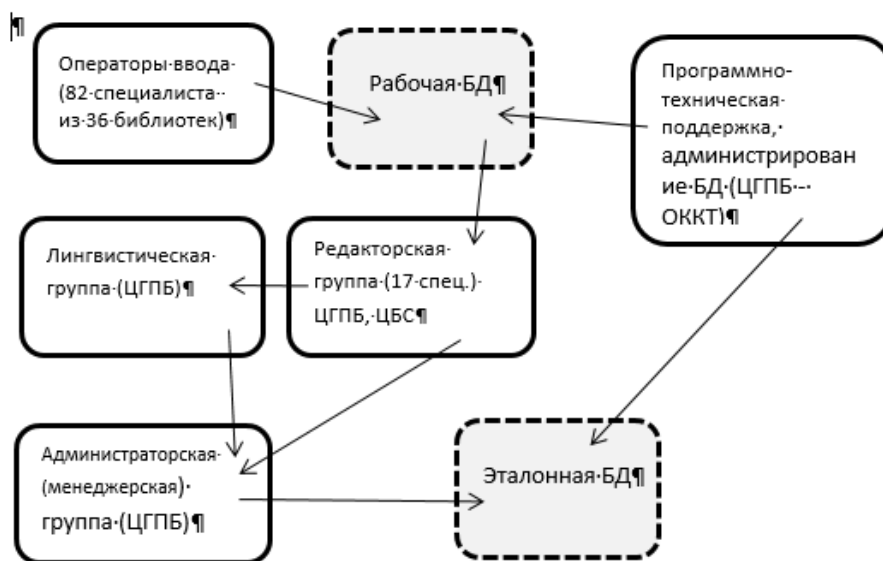 ¶
Операторы·ввода·
(82·специалиста··
из·36·библиотек)¶
Рабочая·БД¶
Программно-
техническая·
поддержка,·
администрирован
ие·БД·(ЦГПБ·-·
ОККТ)¶
Лингвистическая·
группа·(ЦГПБ)¶
Редакторская·
группа·(17·спец.)·
ЦГПБ,·ЦБС¶
Администраторская·
(менеджерская)·
группа·(ЦГПБ)¶
Эталонная·БД¶